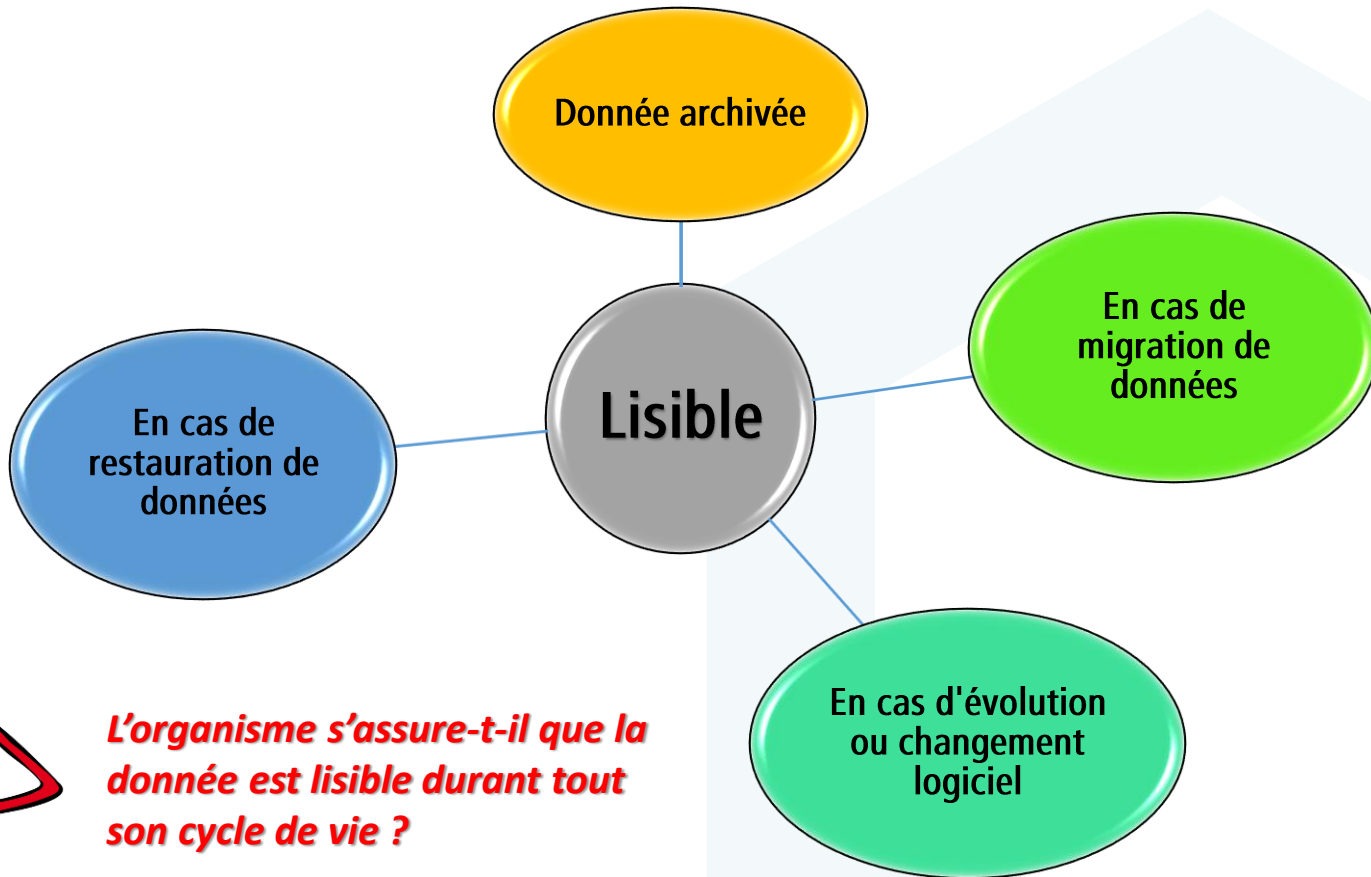 Donnée archivée
En cas de
migration de
données
Lisible
En cas de
restauration de
données
En cas d'évolution
ou changement
logiciel
L’organisme s’assure-t-il que la
donnée est lisible durant tout
son cycle de vie ?